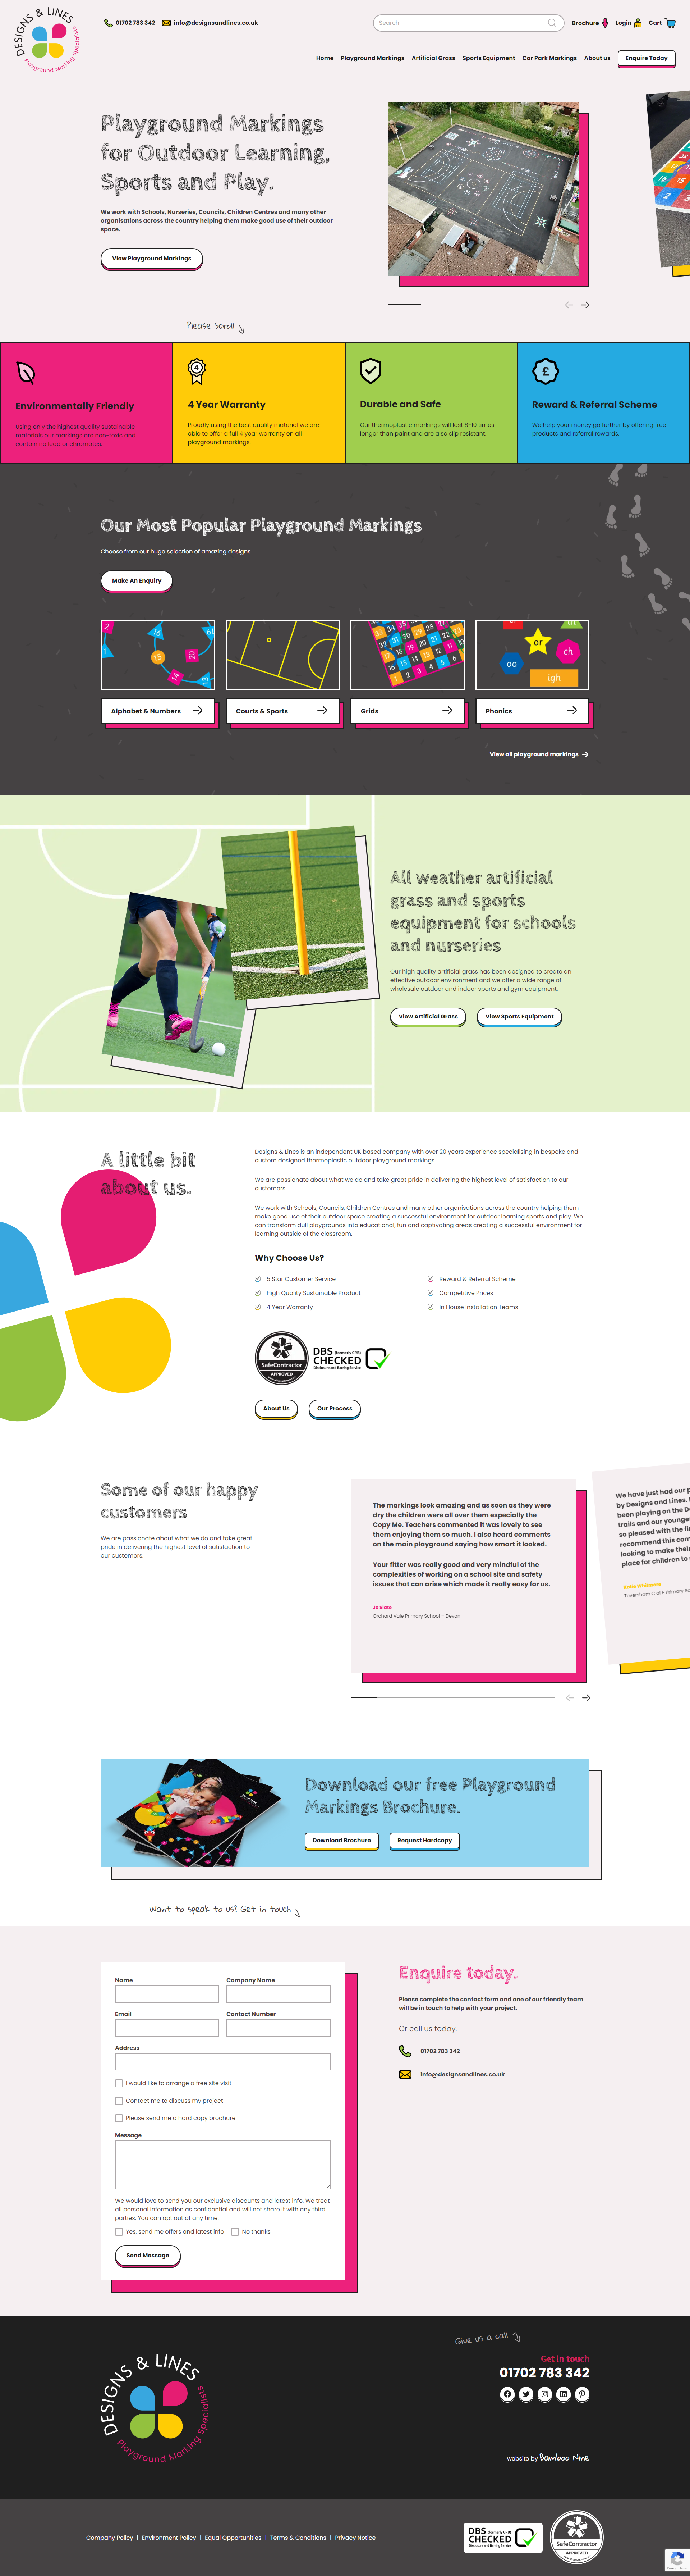 DESIGNS & LINES
Playground Marking Specialists
01702 783 342
info@designsandlines.co.uk
Search
Brochure
Login
Cart
Home
Playground Markings
Artificial Grass
Sports Equipment
Car Park Markings
About us
Enquire Today
Playground Markings
for Outdoor Learning,
Sports and Play.
We work with Schools, Nurseries, Councils, Children Centres and many other
organisations across the country helping them make good use of their outdoor
space.
View Playground Markings
Please Scroll
Environmentally Friendly
Using only the highest quality sustainable
materials our markings are non-toxic and
contain no lead or chromates.
4
4 Year Warranty
Proudly using the best quality material we are
able to offer a full 4 year warranty on all
playground markings.
Durable and Safe
Our thermoplastic markings will last 8-10 times
longer than paint and are also slip resistant.
£
Reward & Referral Scheme
We help your money go further by offering free
products and referral rewards.
Our Most Popular Playground Markings
Choose from our huge selection of amazing designs.
Make An Enquiry
or
oo
ch
igh
Alphabet & Numbers
Courts & Sports
Grids
Phonics
View all playground markings
All weather artificial
grass and sports
equipment for schools
and nurseries
Our high quality artificial grass has been designed to create an
effective outdoor environment and we offer a wide range of
wholesale outdoor and indoor sports and gym equipment.
View Artificial Grass
View Sports Equipment
A little bit
about us.
Designs & Lines is an independent UK based company with over 20 years experience specialising in bespoke and
custom designed thermoplastic outdoor playground markings.
We are passionate about what we do and take great pride in delivering the highest level of satisfaction to our
customers.
We work with Schools, Councils, Children Centres and many other organisations across the country helping them
make good use of their outdoor space creating a successful environment for outdoor learning sports and play. We
can transform dull playgrounds into educational, fun and captivating areas creating a successful environment for
learning outside of the classroom.
Why Choose Us?
5 Star Customer Service
Reward & Referral Scheme
High Quality Sustainable Product
Competitive Prices
4 Year Warranty
In House Installation Teams
SafeContractor
APPROVED
DBS (formerly CRB)
CHECKED
Disclosure and Barring Service
About Us
Our Process
Some of our happy
customers
We are passionate about what we do and take great
pride in delivering the highest level of satisfaction to
our customers.
The markings look amazing and as soon as they were
dry the children were all over them especially the
Copy Me. Teachers commented it was lovely to see
them enjoying them so much. I also heard comments
on the main playground saying how smart it looked.
Your fitter was really good and very mindful of the
complexities of working on a school site and safety
issues that can arise which made it really easy for us.
Jo Slate
Orchard Vale Primary School – Devon
We have just had our p
by Designs and Lines.
been playing on the D
trails and our younge
so pleased with the fi
recommend this com
looking to make thei
place for children to
Katie Whitmore
Teversham C of E Primary Sc
Download our free Playground
Markings Brochure.
Download Brochure
Request Hardcopy
Want to speak to us? Get in touch
Name
Company Name
Email
Contact Number
Address
I would like to arrange a free site visit
Contact me to discuss my project
Please send me a hard copy brochure
Message
We would love to send you our exclusive discounts and latest info. We treat
all personal information as confidential and will not share it with any third
parties. You can opt out at any time.
Yes, send me offers and latest info
No thanks
Send Message
Enquire today.
Please complete the contact form and one of our friendly team
will be in touch to help with your project.
Or call us today.
01702 783 342
info@designsandlines.co.uk
DESIGNS & LINES
Playground Marking Specialists
Give us a call
Get in touch
01702 783 342
website by Bamboo Nine
Company Policy | Environment Policy | Equal Opportunities | Terms & Conditions | Privacy Notice
DBS (formerly CRB)
CHECKED
Disclosure and Barring Service
SafeContractor
APPROVED
Privacy - Terms